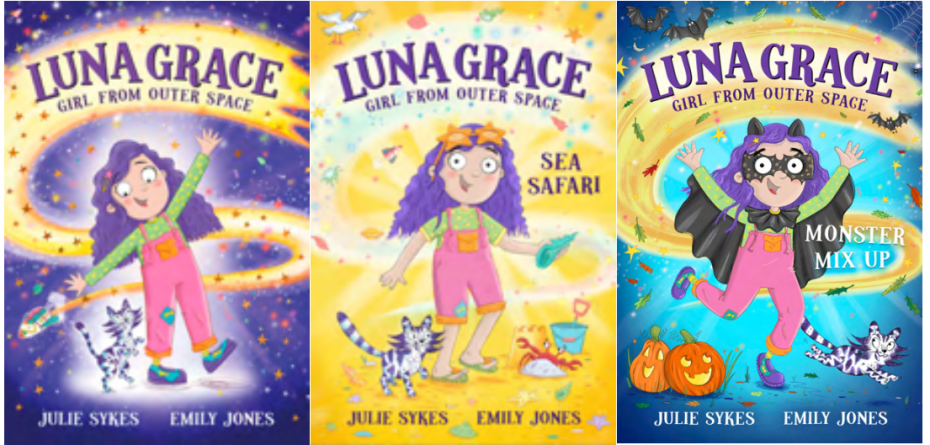 LUNA GRACE
GIRL FROM OUTER SPACE
JULIE SYKES EMILY JONES
LUNA GRACE
GIRL FROM OUTER SPACE
SEA
SAFARI
JULIE SYKES EMILY JONES
LUNA GRACE
GIRL FROM OUTER SPACE
MONSTER
MIX UP
JULIE SYKES EMILY JONES